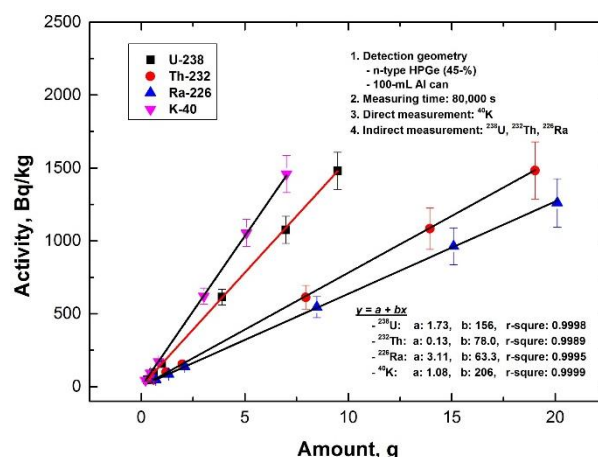 2500
2000
1500
1000
500
0
Activity, Bq/kg
U-238
Th-232
Ra-226
K-40
1. Detection geometry
- n-type HPGe (45-%)
- 100-mL Al can
2. Measuring time: 80,000 s
3. Direct measurement: ⁴⁰K
4. Indirect measurement: ²³⁸U, ²³²Th, ²²⁶Ra
y = a + bx
- ²³⁸U: a: 1.73, b: 156, r-squre: 0.9998
- ²³²Th: a: 0.13, b: 78.0, r-squre: 0.9989
- ²²⁶Ra: a: 3.11, b: 63.3, r-squre: 0.9995
- ⁴⁰K: a: 1.08, b: 206, r-squre: 0.9999
0 5 10 15 20
Amount, g